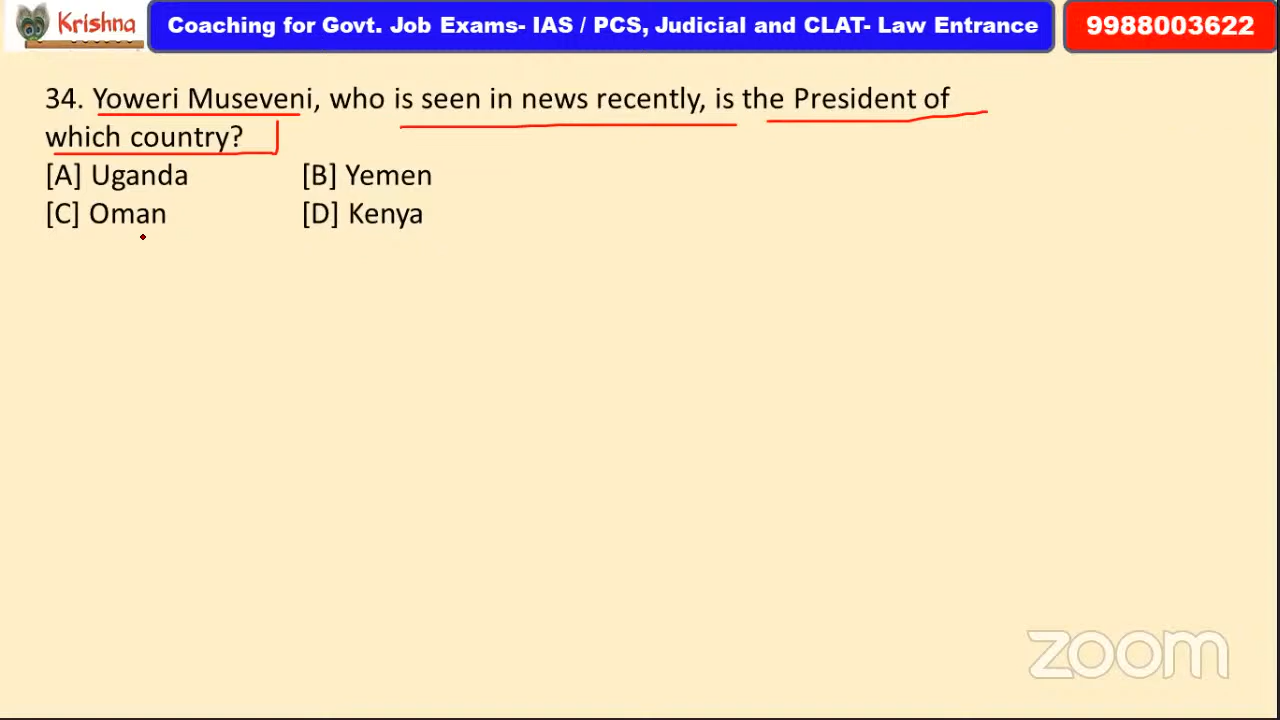 Krishna
Coaching for Govt. Job Exams- IAS / PCS, Judicial and CLAT- Law Entrance
9988003622
34. Yoweri Museveni, who is seen in news recently, is the President of
which country?
[A] Uganda [B] Yemen
[C] Oman [D] Kenya
zoom